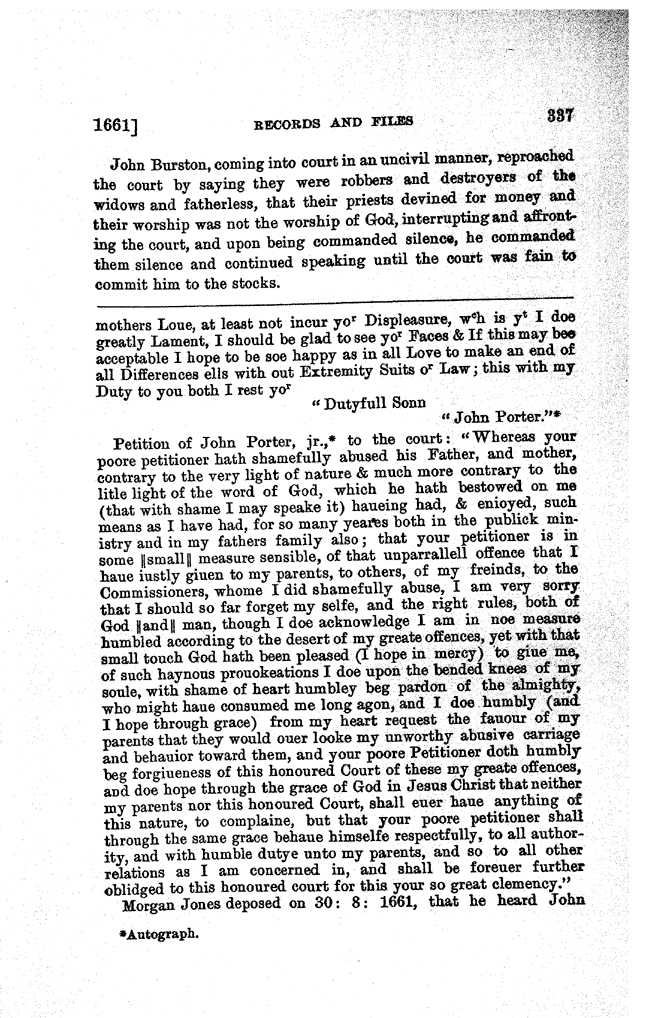 1661] RECORDS AND FILES 337
John Burston, coming into court in an uncivil manner, reproached
the court by saying they were robbers and destroyers of the
widows and fatherless, that their priests devined for money and
their worship was not the worship of God, interrupting and affront-
ing the court, and upon being commanded silence, he commanded
them silence and continued speaking until the court was fain to
commit him to the stocks.
mothers Loue, at least not incur yoʳ Displeasure, wᶜh is yᵗ I doe
greatly Lament, I should be glad to see yoʳ Faces & If this may bee
acceptable I hope to be soe happy as in all Love to make an end of
all Differences ells with out Extremity Suits oʳ Law; this with my
Duty to you both I rest yoʳ
"Dutyfull Sonn
"John Porter."*
Petition of John Porter, jr.,* to the court: "Whereas your
poore petitioner hath shamefully abused his Father, and mother,
contrary to the very light of nature & much more contrary to the
litle light of the word of God, which he hath bestowed on me
(that with shame I may speake it) haueing had, & enioyed, such
means as I have had, for so many yeares both in the publick min-
istry and in my fathers family also; that your petitioner is in
some ‖small‖ measure sensible, of that unparrallell offence that I
haue iustly giuen to my parents, to others, of my freinds, to the
Commissioners, whome I did shamefully abuse, I am very sorry
that I should so far forget my selfe, and the right rules, both of
God ‖and‖ man, though I doe acknowledge I am in noe measure
humbled according to the desert of my greate offences, yet with that
small touch God hath been pleased (I hope in mercy) to giue me,
of such haynous prouokeations I doe upon the bended knees of my
soule, with shame of heart humbley beg pardon of the almighty,
who might haue consumed me long agon, and I doe humbly (and
I hope through grace) from my heart request the fauour of my
parents that they would ouer looke my unworthy abusive carriage
and behauior toward them, and your poore Petitioner doth humbly
beg forgiueness of this honoured Court of these my greate offences,
and doe hope through the grace of God in Jesus Christ that neither
my parents nor this honoured Court, shall euer haue anything of
this nature, to complaine, but that your poore petitioner shall
through the same grace behaue himselfe respectfully, to all author-
ity, and with humble dutye unto my parents, and so to all other
relations as I am concerned in, and shall be foreuer further
oblidged to this honoured court for this your so great clemency."
Morgan Jones deposed on 30: 8: 1661, that he heard John
*Autograph.